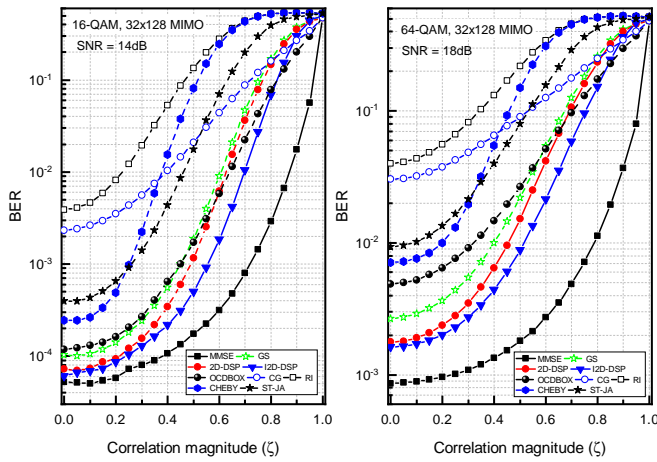 16-QAM, 32x128 MIMO
SNR = 14dB
BER
10⁻¹
10⁻²
10⁻³
10⁻⁴
MMSE GS
2D-DSP I2D-DSP
OCDBOX CG RI
CHEBY ST-JA
0.0 0.2 0.4 0.6 0.8 1.0
Correlation magnitude (ζ)
64-QAM, 32x128 MIMO
SNR = 18dB
BER
10⁻¹
10⁻²
10⁻³
MMSE GS
2D-DSP I2D-DSP
OCDBOX CG RI
CHEBY ST-JA
0.0 0.2 0.4 0.6 0.8 1.0
Correlation magnitude (ζ)